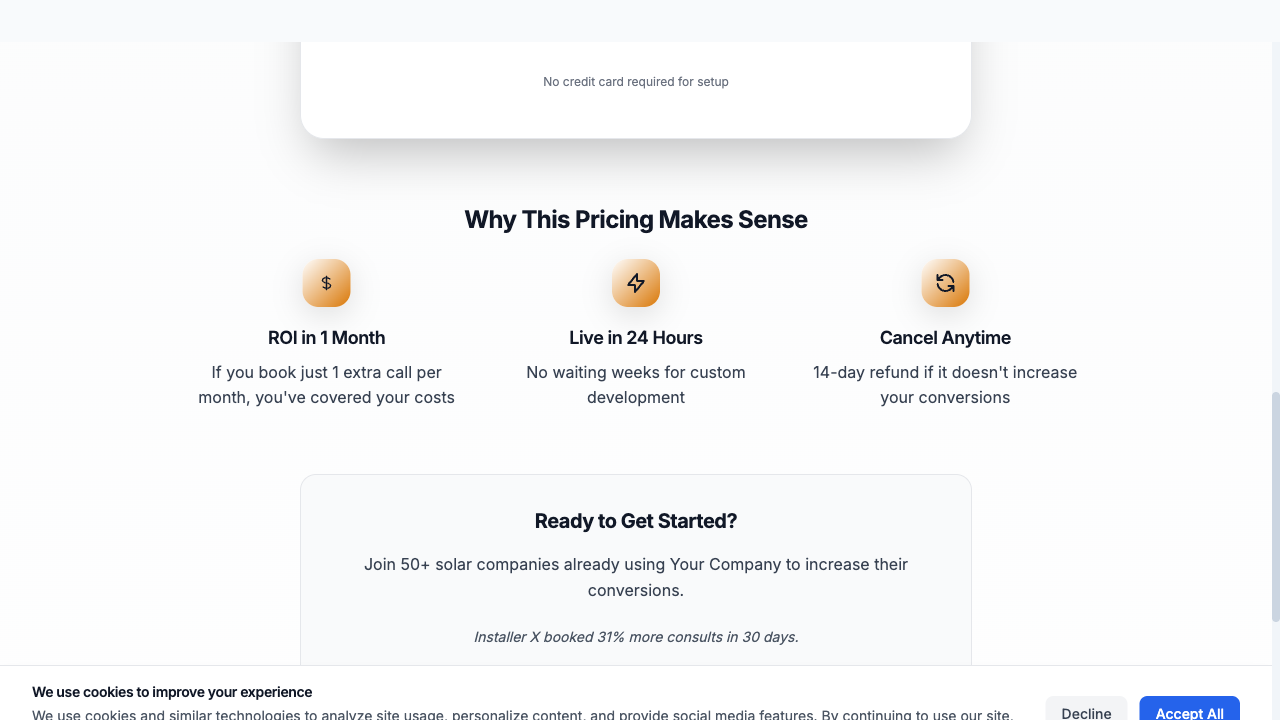 No credit card required for setup
Why This Pricing Makes Sense
$
ROI in 1 Month
If you book just 1 extra call per
month, you've covered your costs
Live in 24 Hours
No waiting weeks for custom
development
Cancel Anytime
14-day refund if it doesn't increase
your conversions
Ready to Get Started?
Join 50+ solar companies already using Your Company to increase their
conversions.
Installer X booked 31% more consults in 30 days.
We use cookies to improve your experience
We use cookies and similar technologies to analyze site usage, personalize content, and provide social media features. By continuing to use our site,
Decline
Accept All